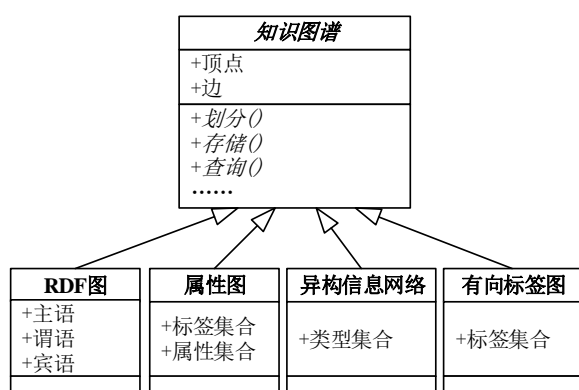 知识图谱
+顶点
+边
+划分()
+存储()
+查询()
……
RDF图
+主语
+谓语
+宾语
属性图
+标签集合
+属性集合
异构信息网络
+类型集合
有向标签图
+标签集合